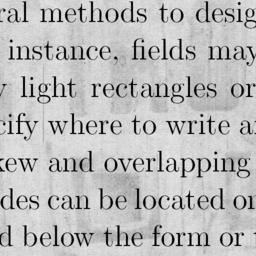 ral methods to desig
instance, fields may
light rectangles or
cify where to write a
kew and overlapping
des can be located on
d below the form or